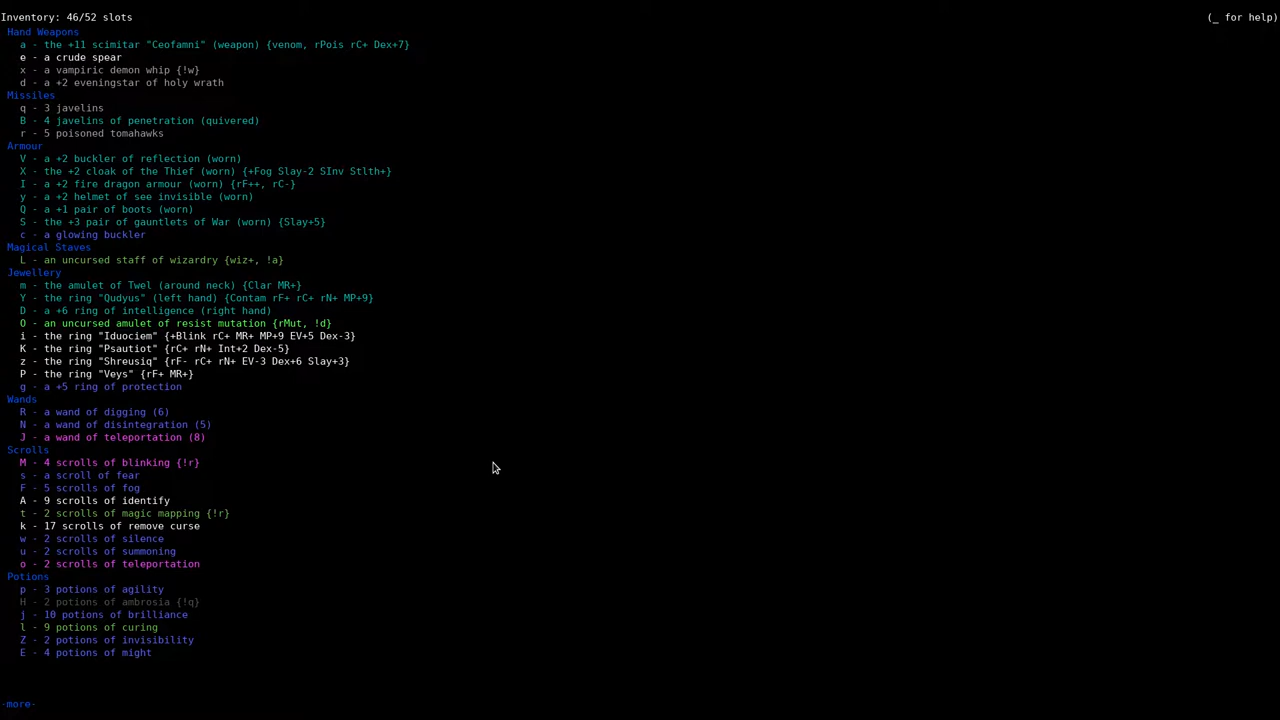 Inventory: 46/52 slots (_ for help)
Hand Weapons
a - the +11 scimitar "Ceofamni" (weapon) {venom, rPois rC+ Dex+7}
e - a crude spear
x - a vampiric demon whip {!w}
d - a +2 eveningstar of holy wrath
Missiles
q - 3 javelins
B - 4 javelins of penetration (quivered)
r - 5 poisoned tomahawks
Armour
V - a +2 buckler of reflection (worn)
X - the +2 cloak of the Thief (worn) {+Fog Slay-2 SInv Stlth+}
I - a +2 fire dragon armour (worn) {rF++, rC-}
y - a +2 helmet of see invisible (worn)
Q - a +1 pair of boots (worn)
S - the +3 pair of gauntlets of War (worn) {Slay+5}
c - a glowing buckler
Magical Staves
L - an uncursed staff of wizardry {wiz+, !a}
Jewellery
m - the amulet of Twel (around neck) {Clar MR+}
Y - the ring "Qudyus" (left hand) {Contam rF+ rC+ rN+ MP+9}
D - a +6 ring of intelligence (right hand)
O - an uncursed amulet of resist mutation {rMut, !d}
i - the ring "Iduociem" {+Blink rC+ MR+ MP+9 EV+5 Dex-3}
K - the ring "Psautiot" {rC+ rN+ Int+2 Dex-5}
z - the ring "Shreusiq" {rF- rC+ rN+ EV-3 Dex+6 Slay+3}
P - the ring "Veys" {rF+ MR+}
g - a +5 ring of protection
Wands
R - a wand of digging (6)
N - a wand of disintegration (5)
J - a wand of teleportation (8)
Scrolls
M - 4 scrolls of blinking {!r}
s - a scroll of fear
F - 5 scrolls of fog
A - 9 scrolls of identify
t - 2 scrolls of magic mapping {!r}
k - 17 scrolls of remove curse
w - 2 scrolls of silence
u - 2 scrolls of summoning
o - 2 scrolls of teleportation
Potions
p - 3 potions of agility
H - 2 potions of ambrosia {!q}
j - 10 potions of brilliance
l - 9 potions of curing
Z - 2 potions of invisibility
E - 4 potions of might
-more-